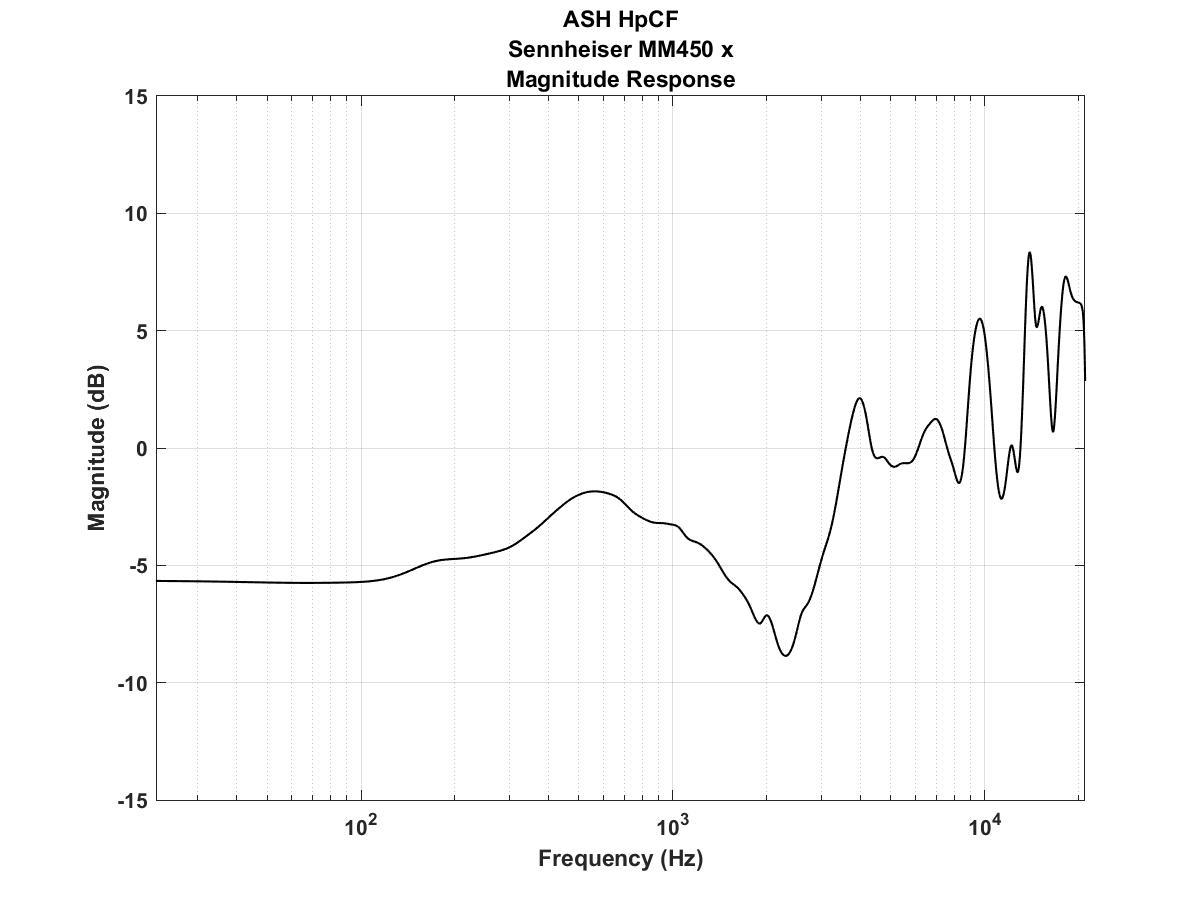 ASH HpCF
Sennheiser MM450 x
Magnitude Response
15
10
5
0
-5
-10
-15
Magnitude (dB)
10²
10³
10⁴
Frequency (Hz)